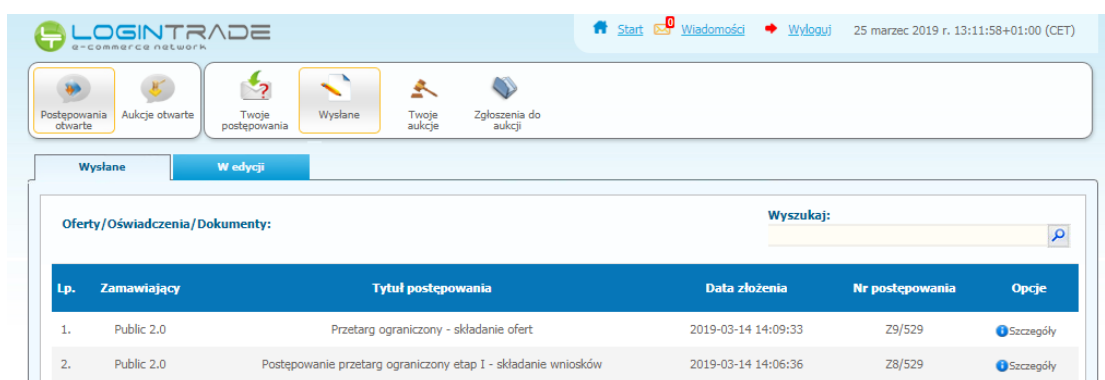 LOGINTRADE
e-commerce network
Start 0 Wiadomości Wyloguj 25 marzec 2019 r. 13:11:58+01:00 (CET)
Postępowania otwarte
Aukcje otwarte
Twoje postępowania
Wysłane
Twoje aukcje
Zgłoszenia do aukcji
Wysłane W edycji
Oferty/Oświadczenia/Dokumenty:
Wyszukaj:
Lp. Zamawiający Tytuł postępowania Data złożenia Nr postępowania Opcje
1. Public 2.0 Przetarg ograniczony - składanie ofert 2019-03-14 14:09:33 Z9/529 Szczegóły
2. Public 2.0 Postępowanie przetarg ograniczony etap I - składanie wniosków 2019-03-14 14:06:36 Z8/529 Szczegóły